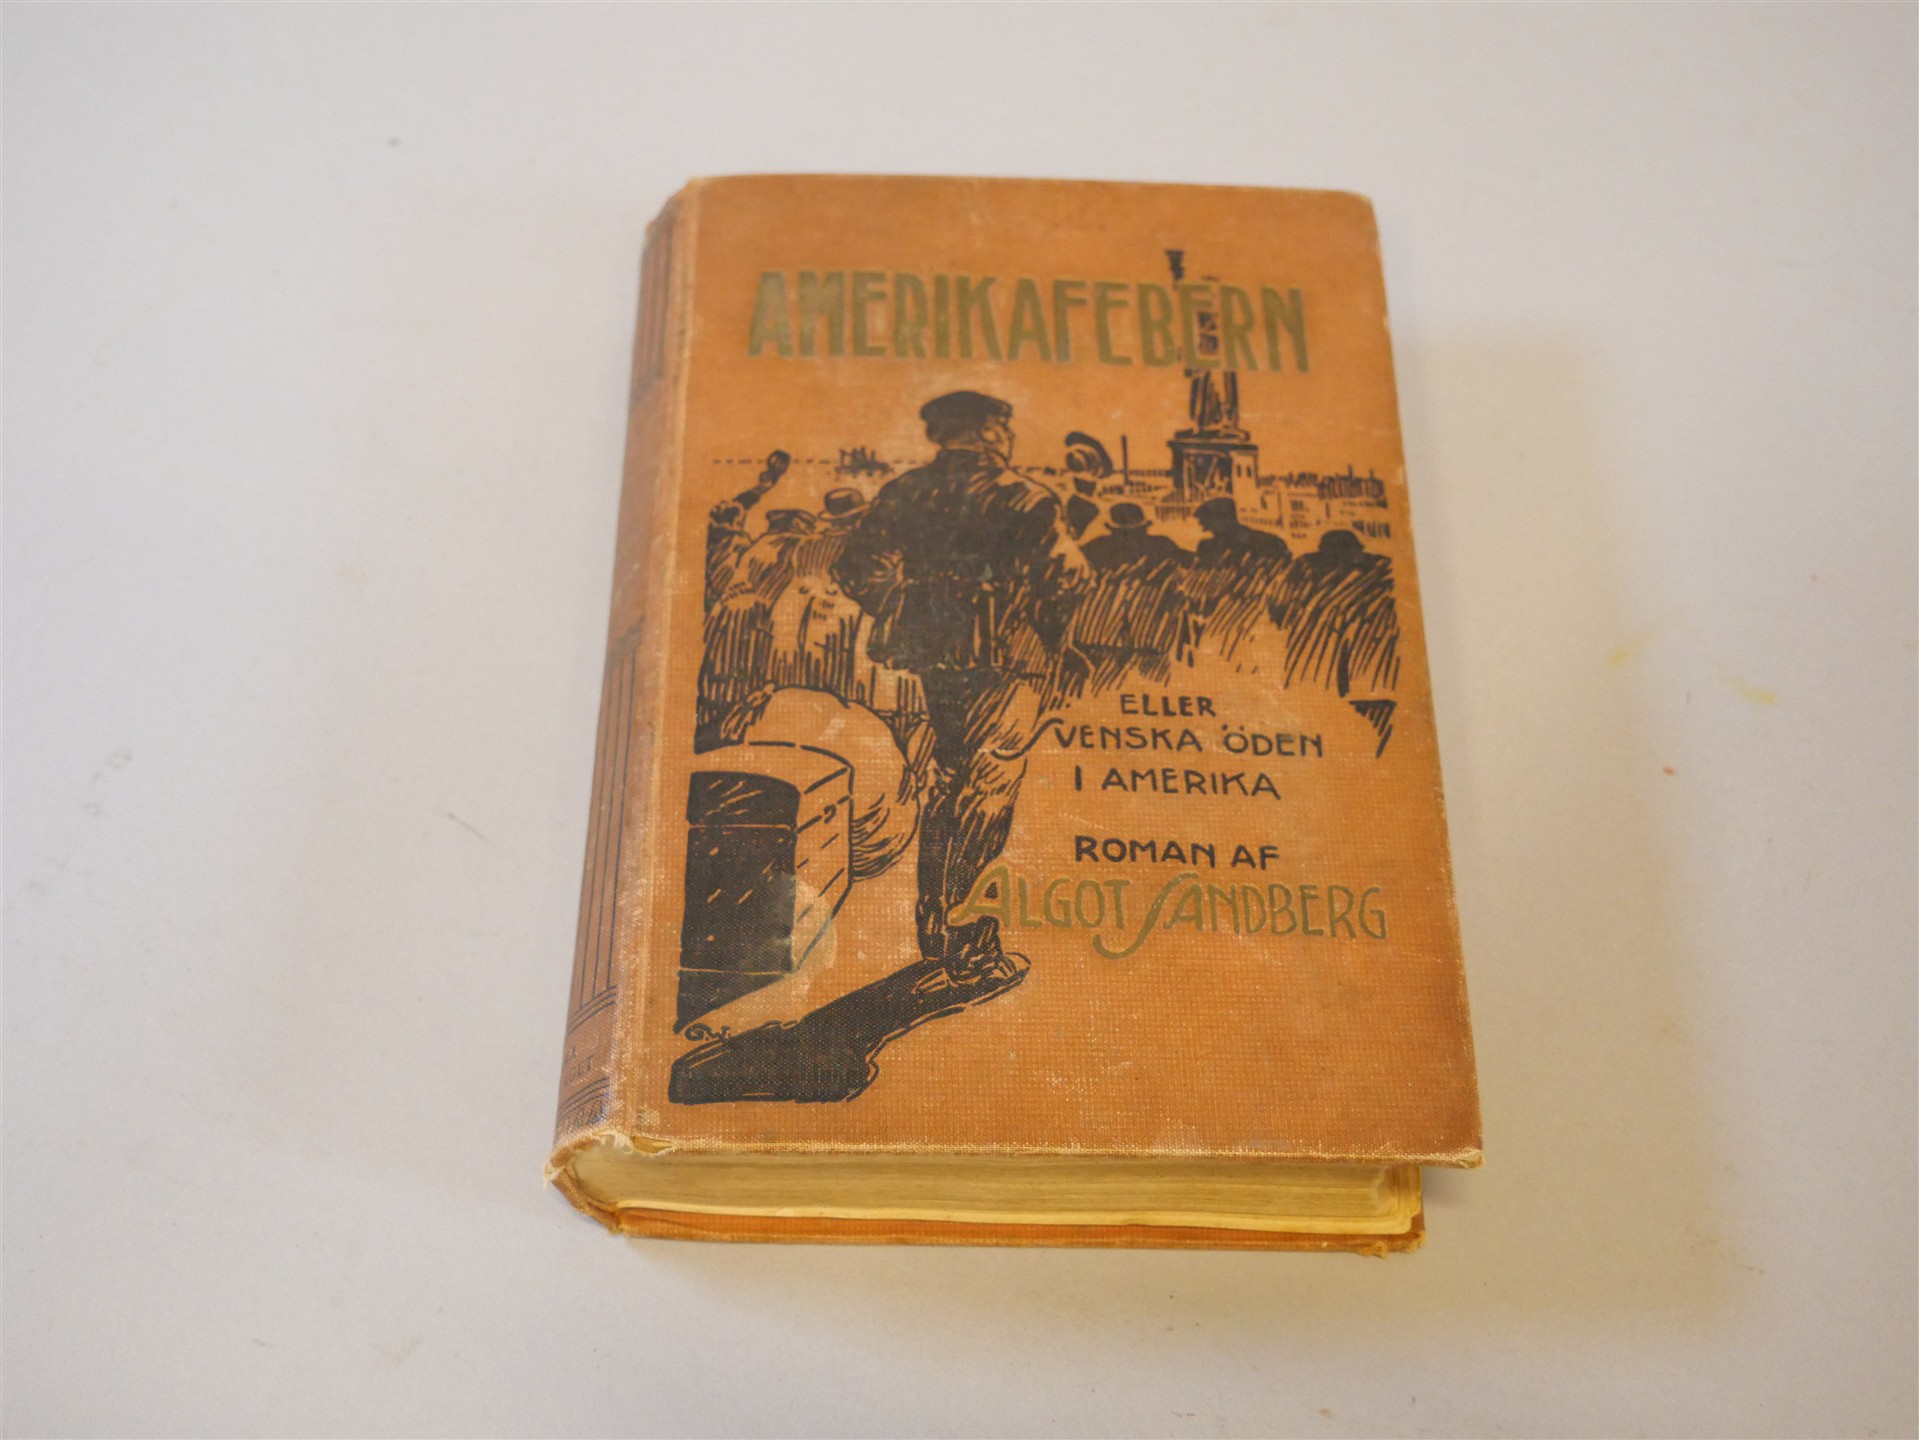 AMERIKAFEBERN
ELLER
SVENSKA ÖDEN
I AMERIKA
ROMAN AF
ALGOT SANDBERG
G.W.